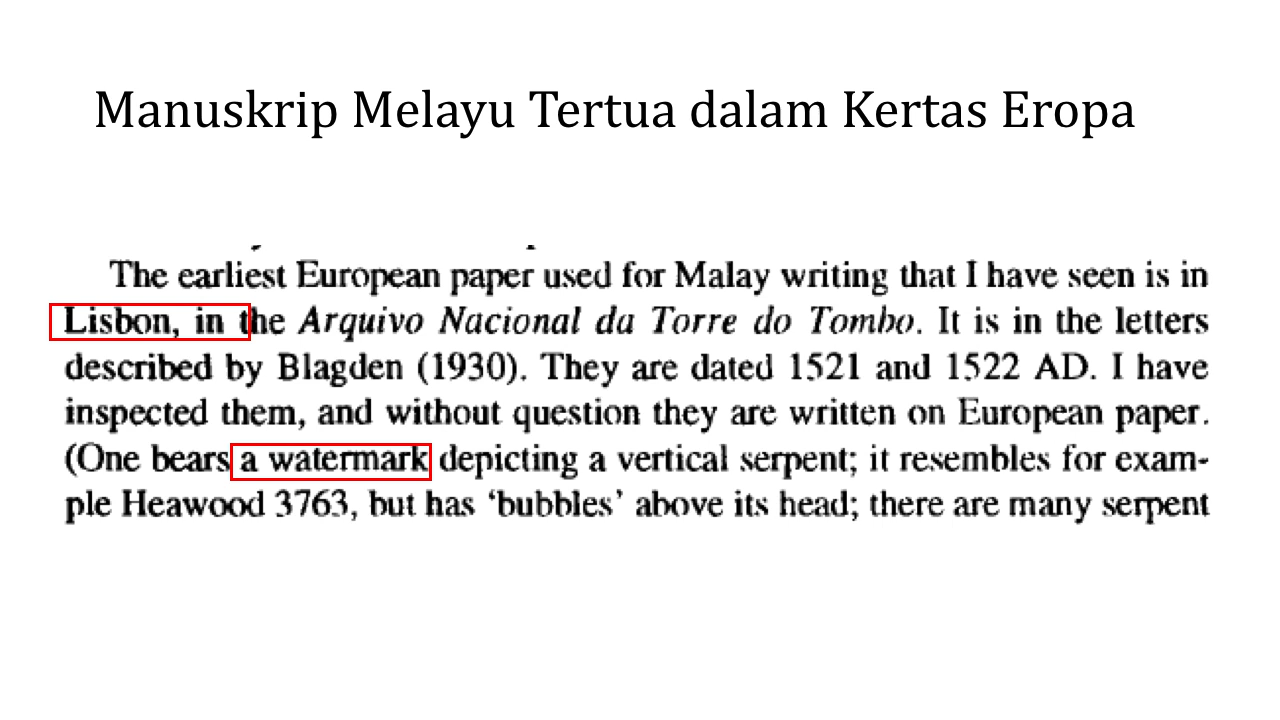 Manuskrip Melayu Tertua dalam Kertas Eropa
The earliest European paper used for Malay writing that I have seen is in
Lisbon, in the Arquivo Nacional da Torre do Tombo. It is in the letters
described by Blagden (1930). They are dated 1521 and 1522 AD. I have
inspected them, and without question they are written on European paper.
(One bears a watermark depicting a vertical serpent; it resembles for exam-
ple Heawood 3763, but has ‘bubbles’ above its head; there are many serpent